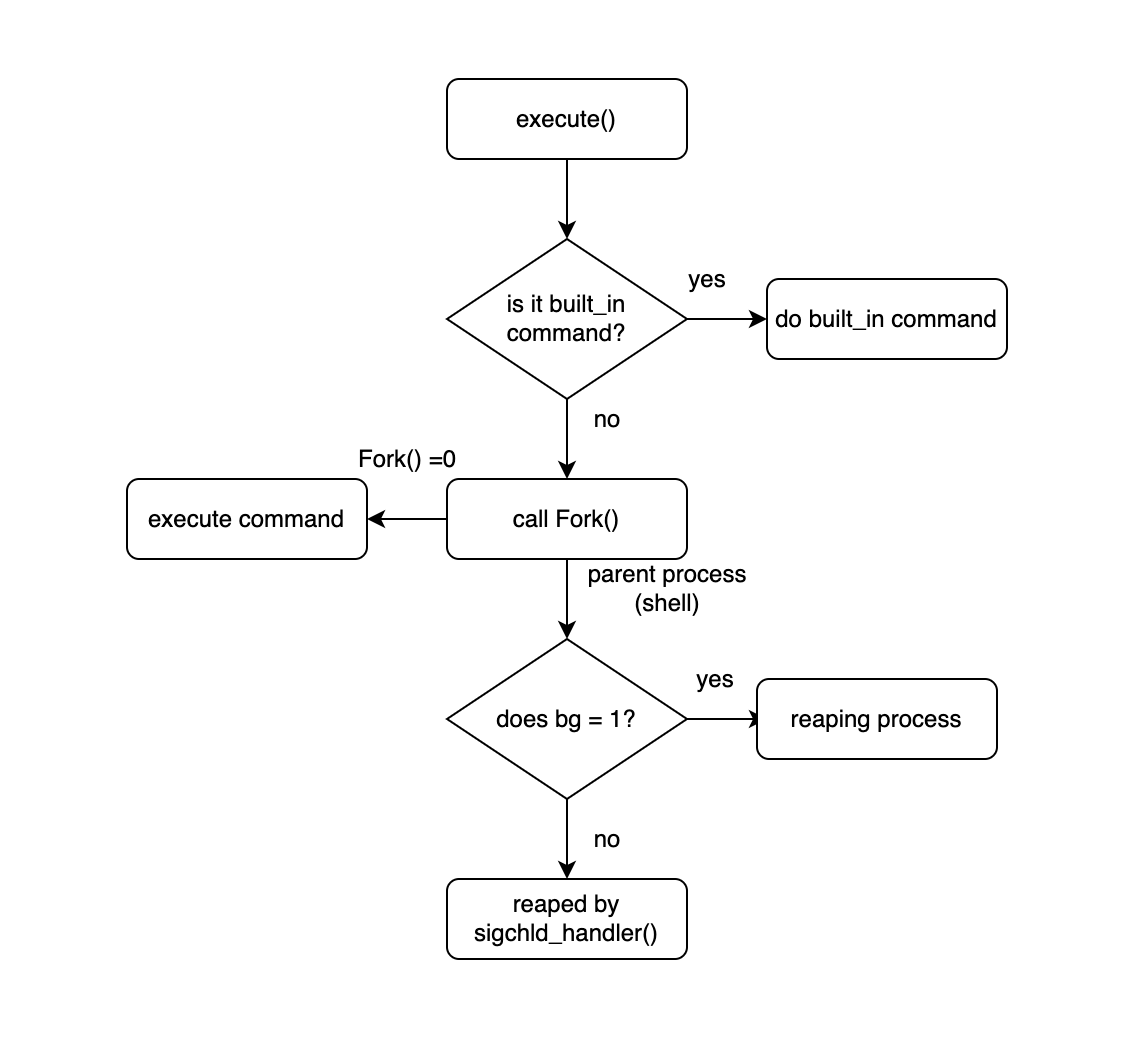 execute()
is it built_in
command?
yes
do built_in command
no
Fork() =0
execute command
call Fork()
parent process
(shell)
does bg = 1?
yes
reaping process
no
reaped by
sigchld_handler()